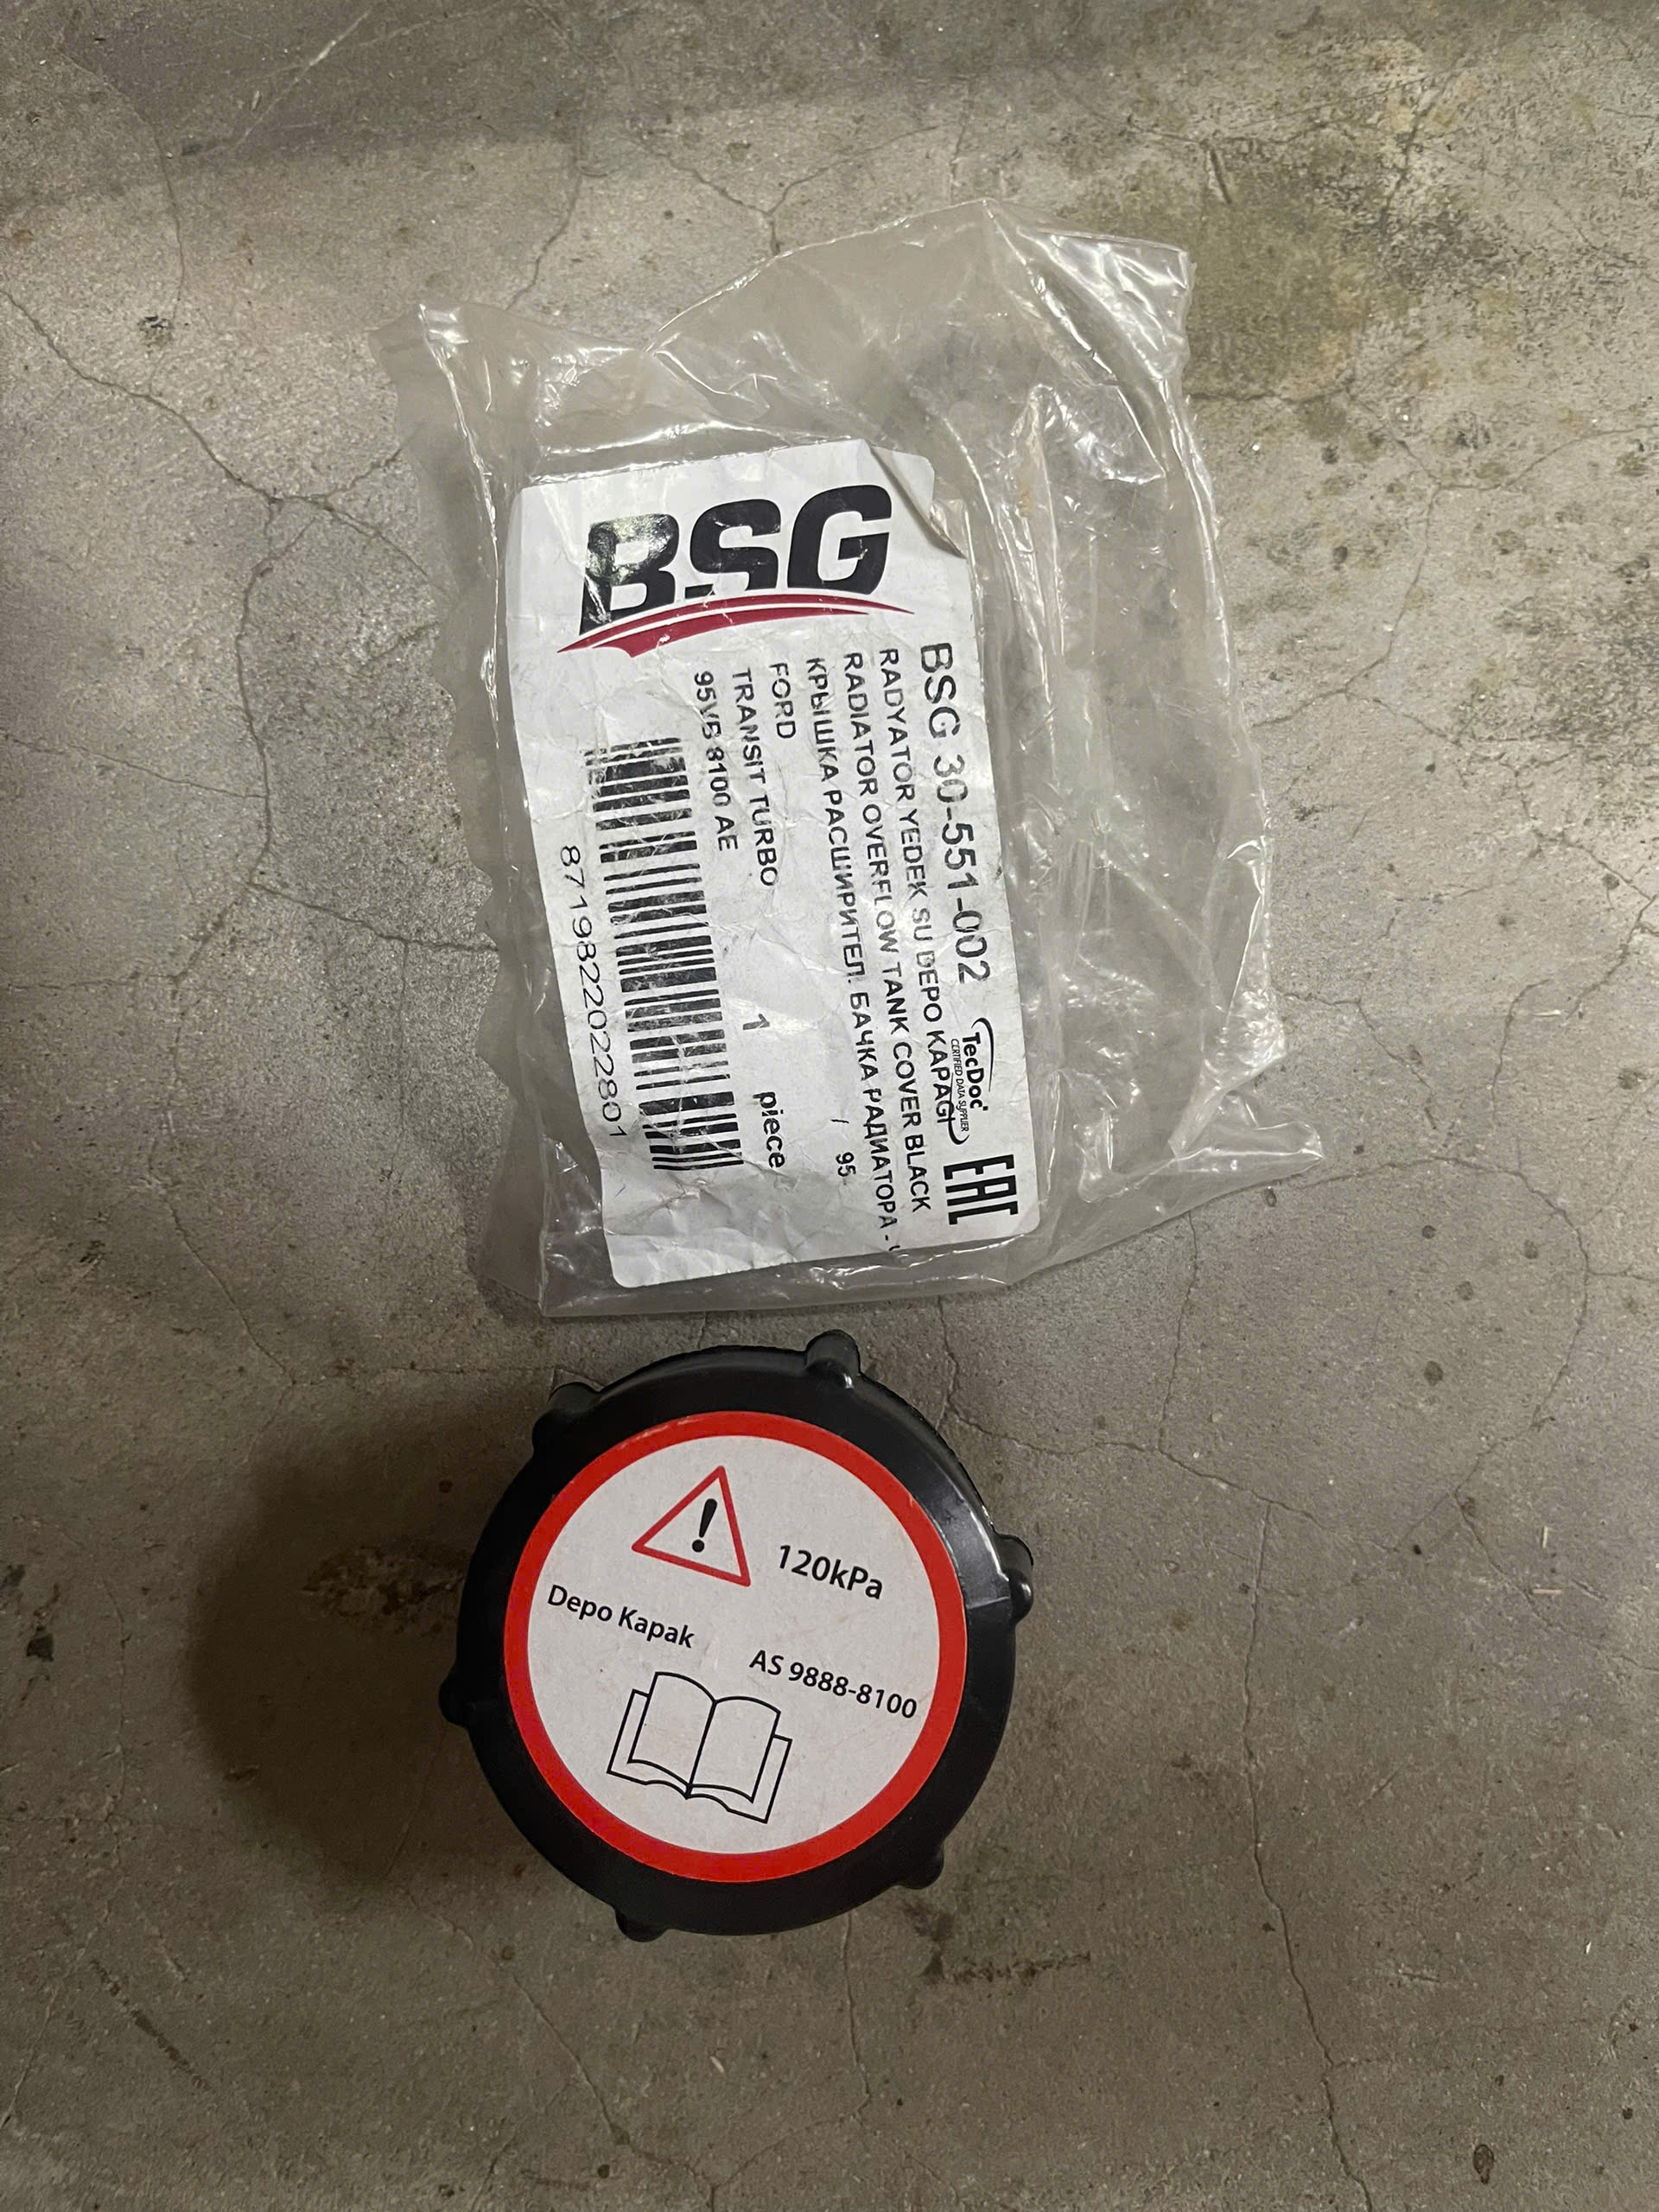 BSG
BSG 30-551-002
TecDoc
CERTIFIED DATA SUPPLIER
EAC
RADYATOR YEDEK SU DEPO KAPAGI
RADIATOR OVERFLOW TANK COVER BLACK
КРЫШКА РАСШИРИТЕЛ. БАЧКА РАДИАТОРА -
FORD
/ 95-
TRANSIT TURBO
95VB 8100 AE
1 piece
8719822022801
120kPa
Depo Kapak
AS 9888-8100